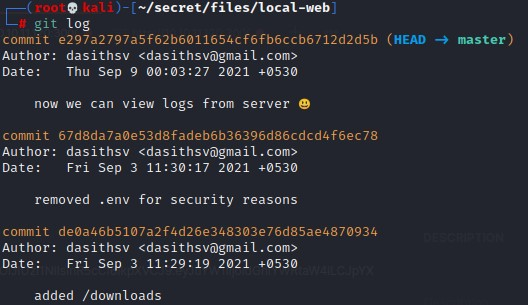 (root💀kali)-[~/secret/files/local-web]
# git log
commit e297a2797a5f62b6011654cf6fb6ccb6712d2d5b (HEAD → master)
Author: dasithsv <dasithsv@gmail.com>
Date: Thu Sep 9 00:03:27 2021 +0530
now we can view logs from server 😃
commit 67d8da7a0e53d8fadeb6b36396d86cdcd4f6ec78
Author: dasithsv <dasithsv@gmail.com>
Date: Fri Sep 3 11:30:17 2021 +0530
removed .env for security reasons
commit de0a46b5107a2f4d26e348303e76d85ae4870934
Author: dasithsv <dasithsv@gmail.com>
Date: Fri Sep 3 11:29:19 2021 +0530
DESCRIPTION
added /downloads